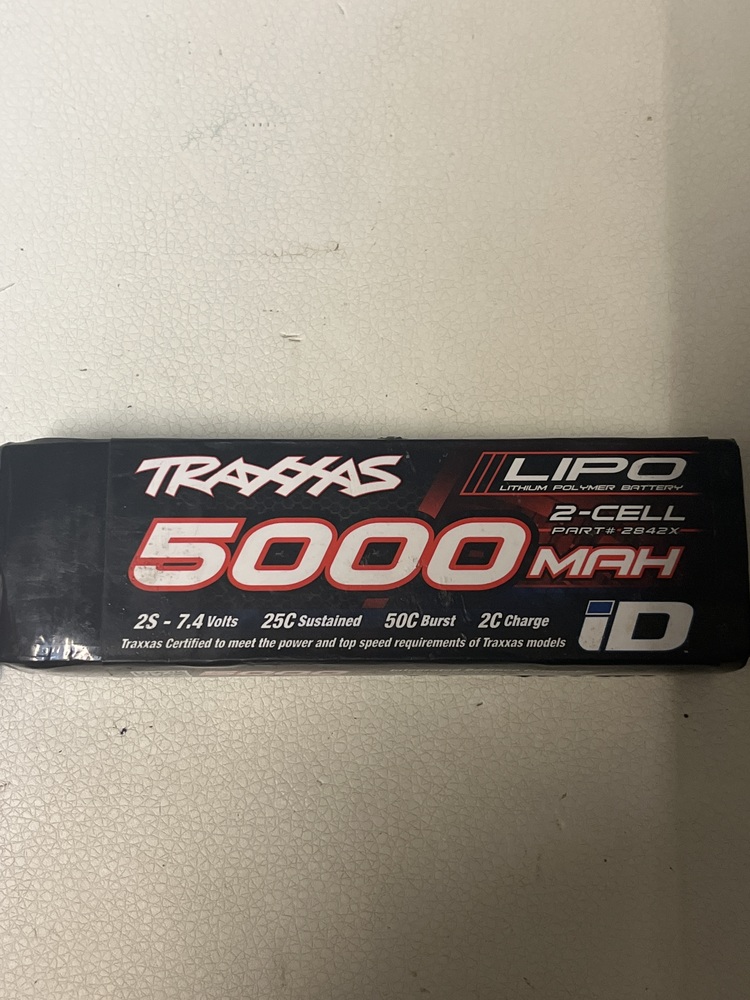 TRAXXAS
LIPO
LITHIUM POLYMER BATTERY
2-CELL
PART# 2842X
5000 MAH
2S - 7.4 Volts 25C Sustained 50C Burst 2C Charge
iD
Traxxas Certified to meet the power and top speed requirements of Traxxas models